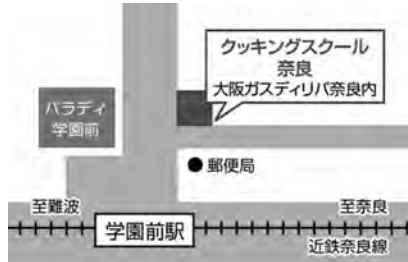 クッキングスクール
奈良
大阪ガスディリパ奈良内
パラディ
学園前
郵便局
至難波
至奈良
学園前駅
近鉄奈良線